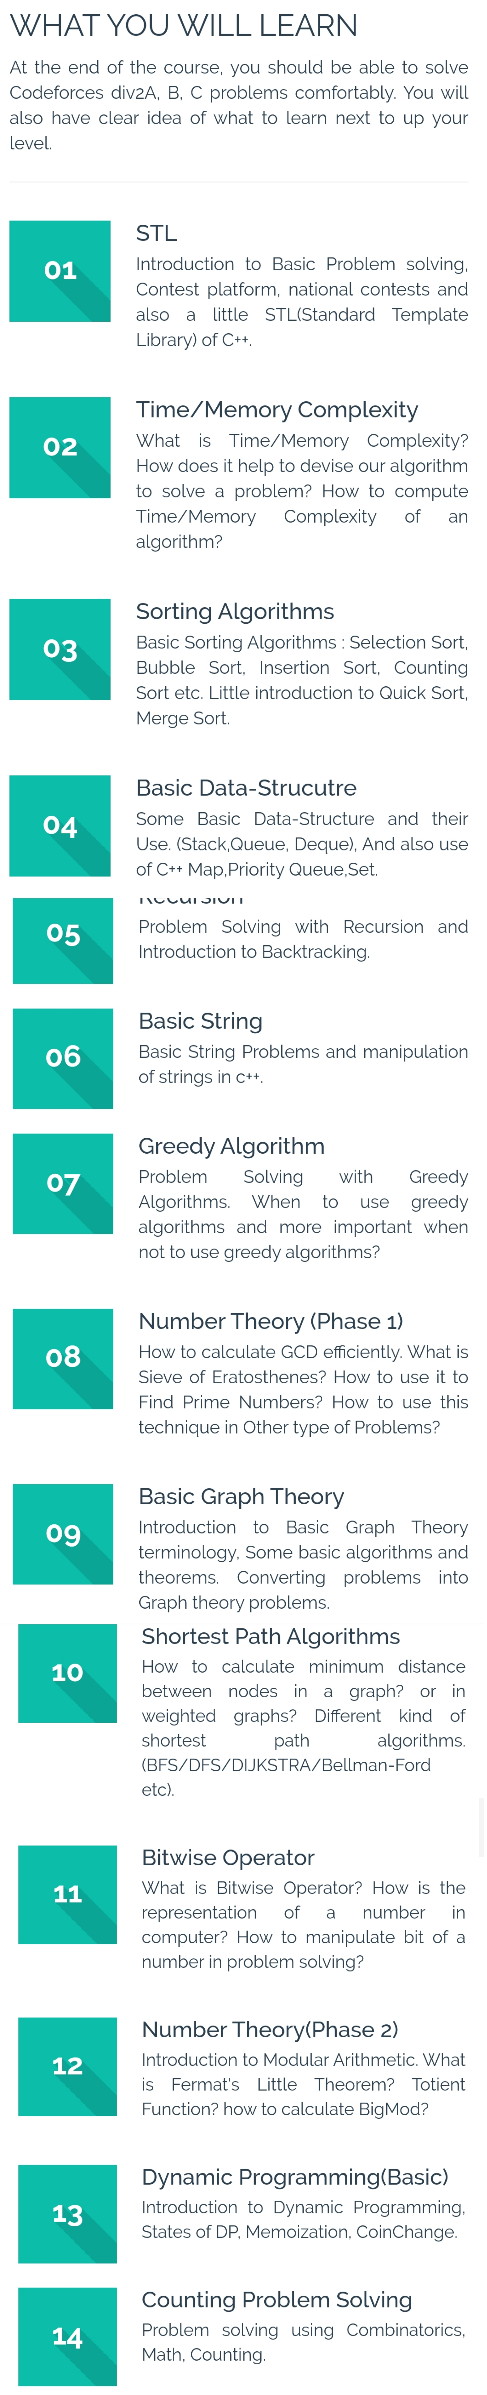 WHAT YOU WILL LEARN
At the end of the course, you should be able to solve
Codeforces div2A, B, C problems comfortably. You will
also have clear idea of what to learn next to up your
level.
01
STL
Introduction to Basic Problem solving,
Contest platform, national contests and
also a little STL(Standard Template
Library) of C++.
02
Time/Memory Complexity
What is Time/Memory Complexity?
How does it help to devise our algorithm
to solve a problem? How to compute
Time/Memory Complexity of an
algorithm?
03
Sorting Algorithms
Basic Sorting Algorithms : Selection Sort,
Bubble Sort, Insertion Sort, Counting
Sort etc. Little introduction to Quick Sort,
Merge Sort.
04
Basic Data-Strucutre
Some Basic Data-Structure and their
Use. (Stack,Queue, Deque), And also use
of C++ Map,Priority Queue,Set.
05
Recursion
Problem Solving with Recursion and
Introduction to Backtracking.
06
Basic String
Basic String Problems and manipulation
of strings in c++.
07
Greedy Algorithm
Problem Solving with Greedy
Algorithms. When to use greedy
algorithms and more important when
not to use greedy algorithms?
08
Number Theory (Phase 1)
How to calculate GCD efficiently. What is
Sieve of Eratosthenes? How to use it to
Find Prime Numbers? How to use this
technique in Other type of Problems?
09
Basic Graph Theory
Introduction to Basic Graph Theory
terminology, Some basic algorithms and
theorems. Converting problems into
Graph theory problems.
10
Shortest Path Algorithms
How to calculate minimum distance
between nodes in a graph? or in
weighted graphs? Different kind of
shortest path algorithms.
(BFS/DFS/DIJKSTRA/Bellman-Ford
etc).
11
Bitwise Operator
What is Bitwise Operator? How is the
representation of a number in
computer? How to manipulate bit of a
number in problem solving?
12
Number Theory(Phase 2)
Introduction to Modular Arithmetic. What
is Fermat's Little Theorem? Totient
Function? how to calculate BigMod?
13
Dynamic Programming(Basic)
Introduction to Dynamic Programming,
States of DP, Memoization, CoinChange.
14
Counting Problem Solving
Problem solving using Combinatorics,
Math, Counting.